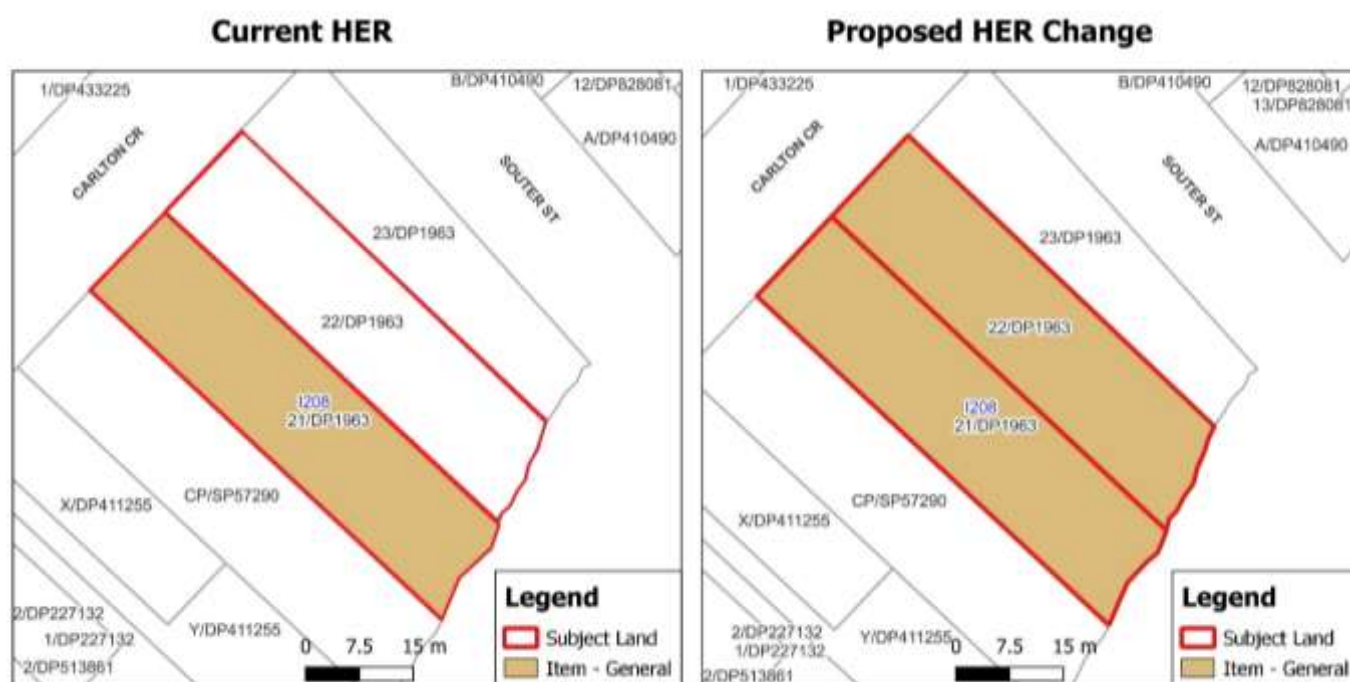 Current HER
1/DP433225
B/DP410490
12/DP828081
A/DP410490
CARLTON CR
SOUTER ST
23/DP1963
22/DP1963
I208
21/DP1963
CP/SP57290
X/DP411255
Y/DP411255
2/DP227132
1/DP227132
2/DP513861
0 7.5 15 m
Legend
Subject Land
Item - General
Proposed HER Change
1/DP433225
B/DP410490
12/DP828081
13/DP828081
A/DP410490
CARLTON CR
SOUTER ST
23/DP1963
22/DP1963
I208
21/DP1963
CP/SP57290
X/DP411255
Y/DP411255
2/DP227132
1/DP227132
2/DP513861
0 7.5 15 m
Legend
Subject Land
Item - General